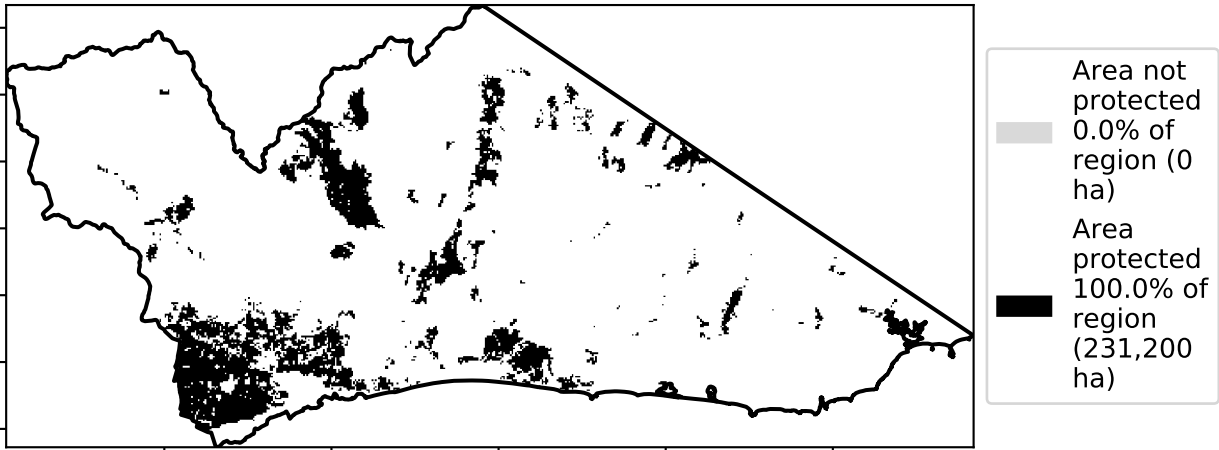 Area not
protected
0.0% of
region (0
ha)
Area
protected
100.0% of
region
(231,200
ha)